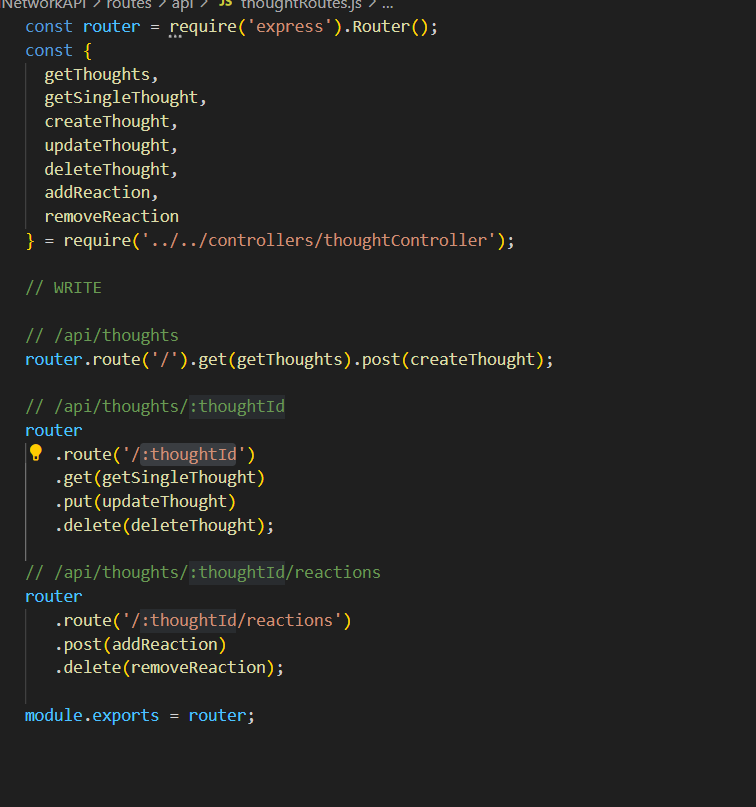 NetworkAPI > routes > api > JS thoughtRoutes.js > ...
const router = require('express').Router();
const {
  getThoughts,
  getSingleThought,
  createThought,
  updateThought,
  deleteThought,
  addReaction,
  removeReaction
} = require('../../controllers/thoughtController');
// WRITE
// /api/thoughts
router.route('/').get(getThoughts).post(createThought);
// /api/thoughts/:thoughtId
router
   .route('/:thoughtId')
   .get(getSingleThought)
   .put(updateThought)
   .delete(deleteThought);
// /api/thoughts/:thoughtId/reactions
router
   .route('/:thoughtId/reactions')
   .post(addReaction)
   .delete(removeReaction);
module.exports = router;